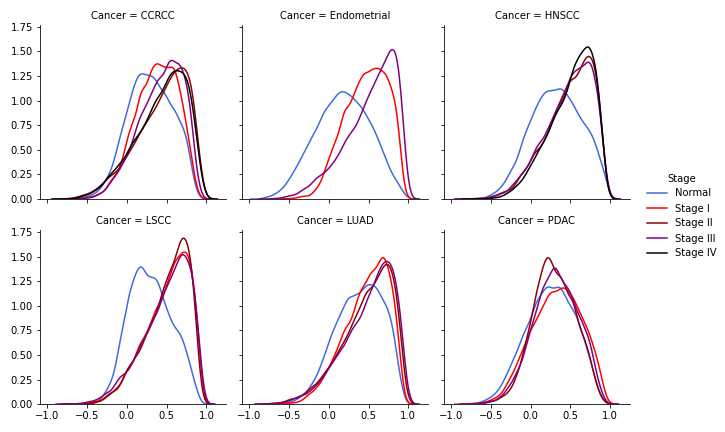 Cancer = CCRCC
Cancer = Endometrial
Cancer = HNSCC
1.75
1.50
1.25
1.00
0.75
0.50
0.25
0.00
Stage
Normal
Stage I
Stage II
Stage III
Stage IV
Cancer = LSCC
Cancer = LUAD
Cancer = PDAC
1.75
1.50
1.25
1.00
0.75
0.50
0.25
0.00
−1.0 −0.5 0.0 0.5 1.0
−1.0 −0.5 0.0 0.5 1.0
−1.0 −0.5 0.0 0.5 1.0